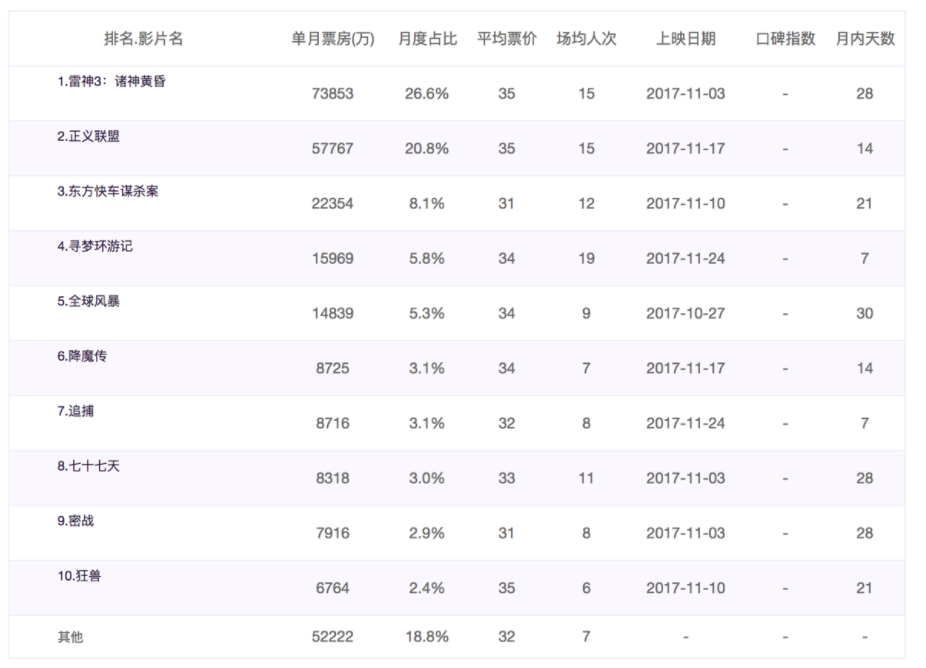 排名.影片名 单月票房(万) 月度占比 平均票价 场均人次 上映日期 口碑指数 月内天数
1.雷神3：诸神黄昏 73853 26.6% 35 15 2017-11-03 - 28
2.正义联盟 57767 20.8% 35 15 2017-11-17 - 14
3.东方快车谋杀案 22354 8.1% 31 12 2017-11-10 - 21
4.寻梦环游记 15969 5.8% 34 19 2017-11-24 - 7
5.全球风暴 14839 5.3% 34 9 2017-10-27 - 30
6.降魔传 8725 3.1% 34 7 2017-11-17 - 14
7.追捕 8716 3.1% 32 8 2017-11-24 - 7
8.七十七天 8318 3.0% 33 11 2017-11-03 - 28
9.密战 7916 2.9% 31 8 2017-11-03 - 28
10.狂兽 6764 2.4% 35 6 2017-11-10 - 21
其他 52222 18.8% 32 7 - - -